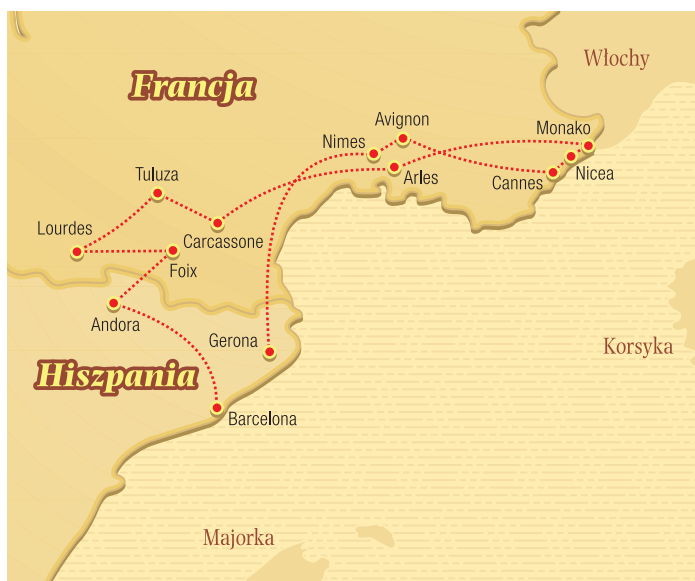 Włochy
Francja
Avignon
Monako
Nimes
Tuluza
Arles
Cannes
Nicea
Lourdes
Carcassone
Foix
Andora
Gerona
Korsyka
Hiszpania
Barcelona
Majorka